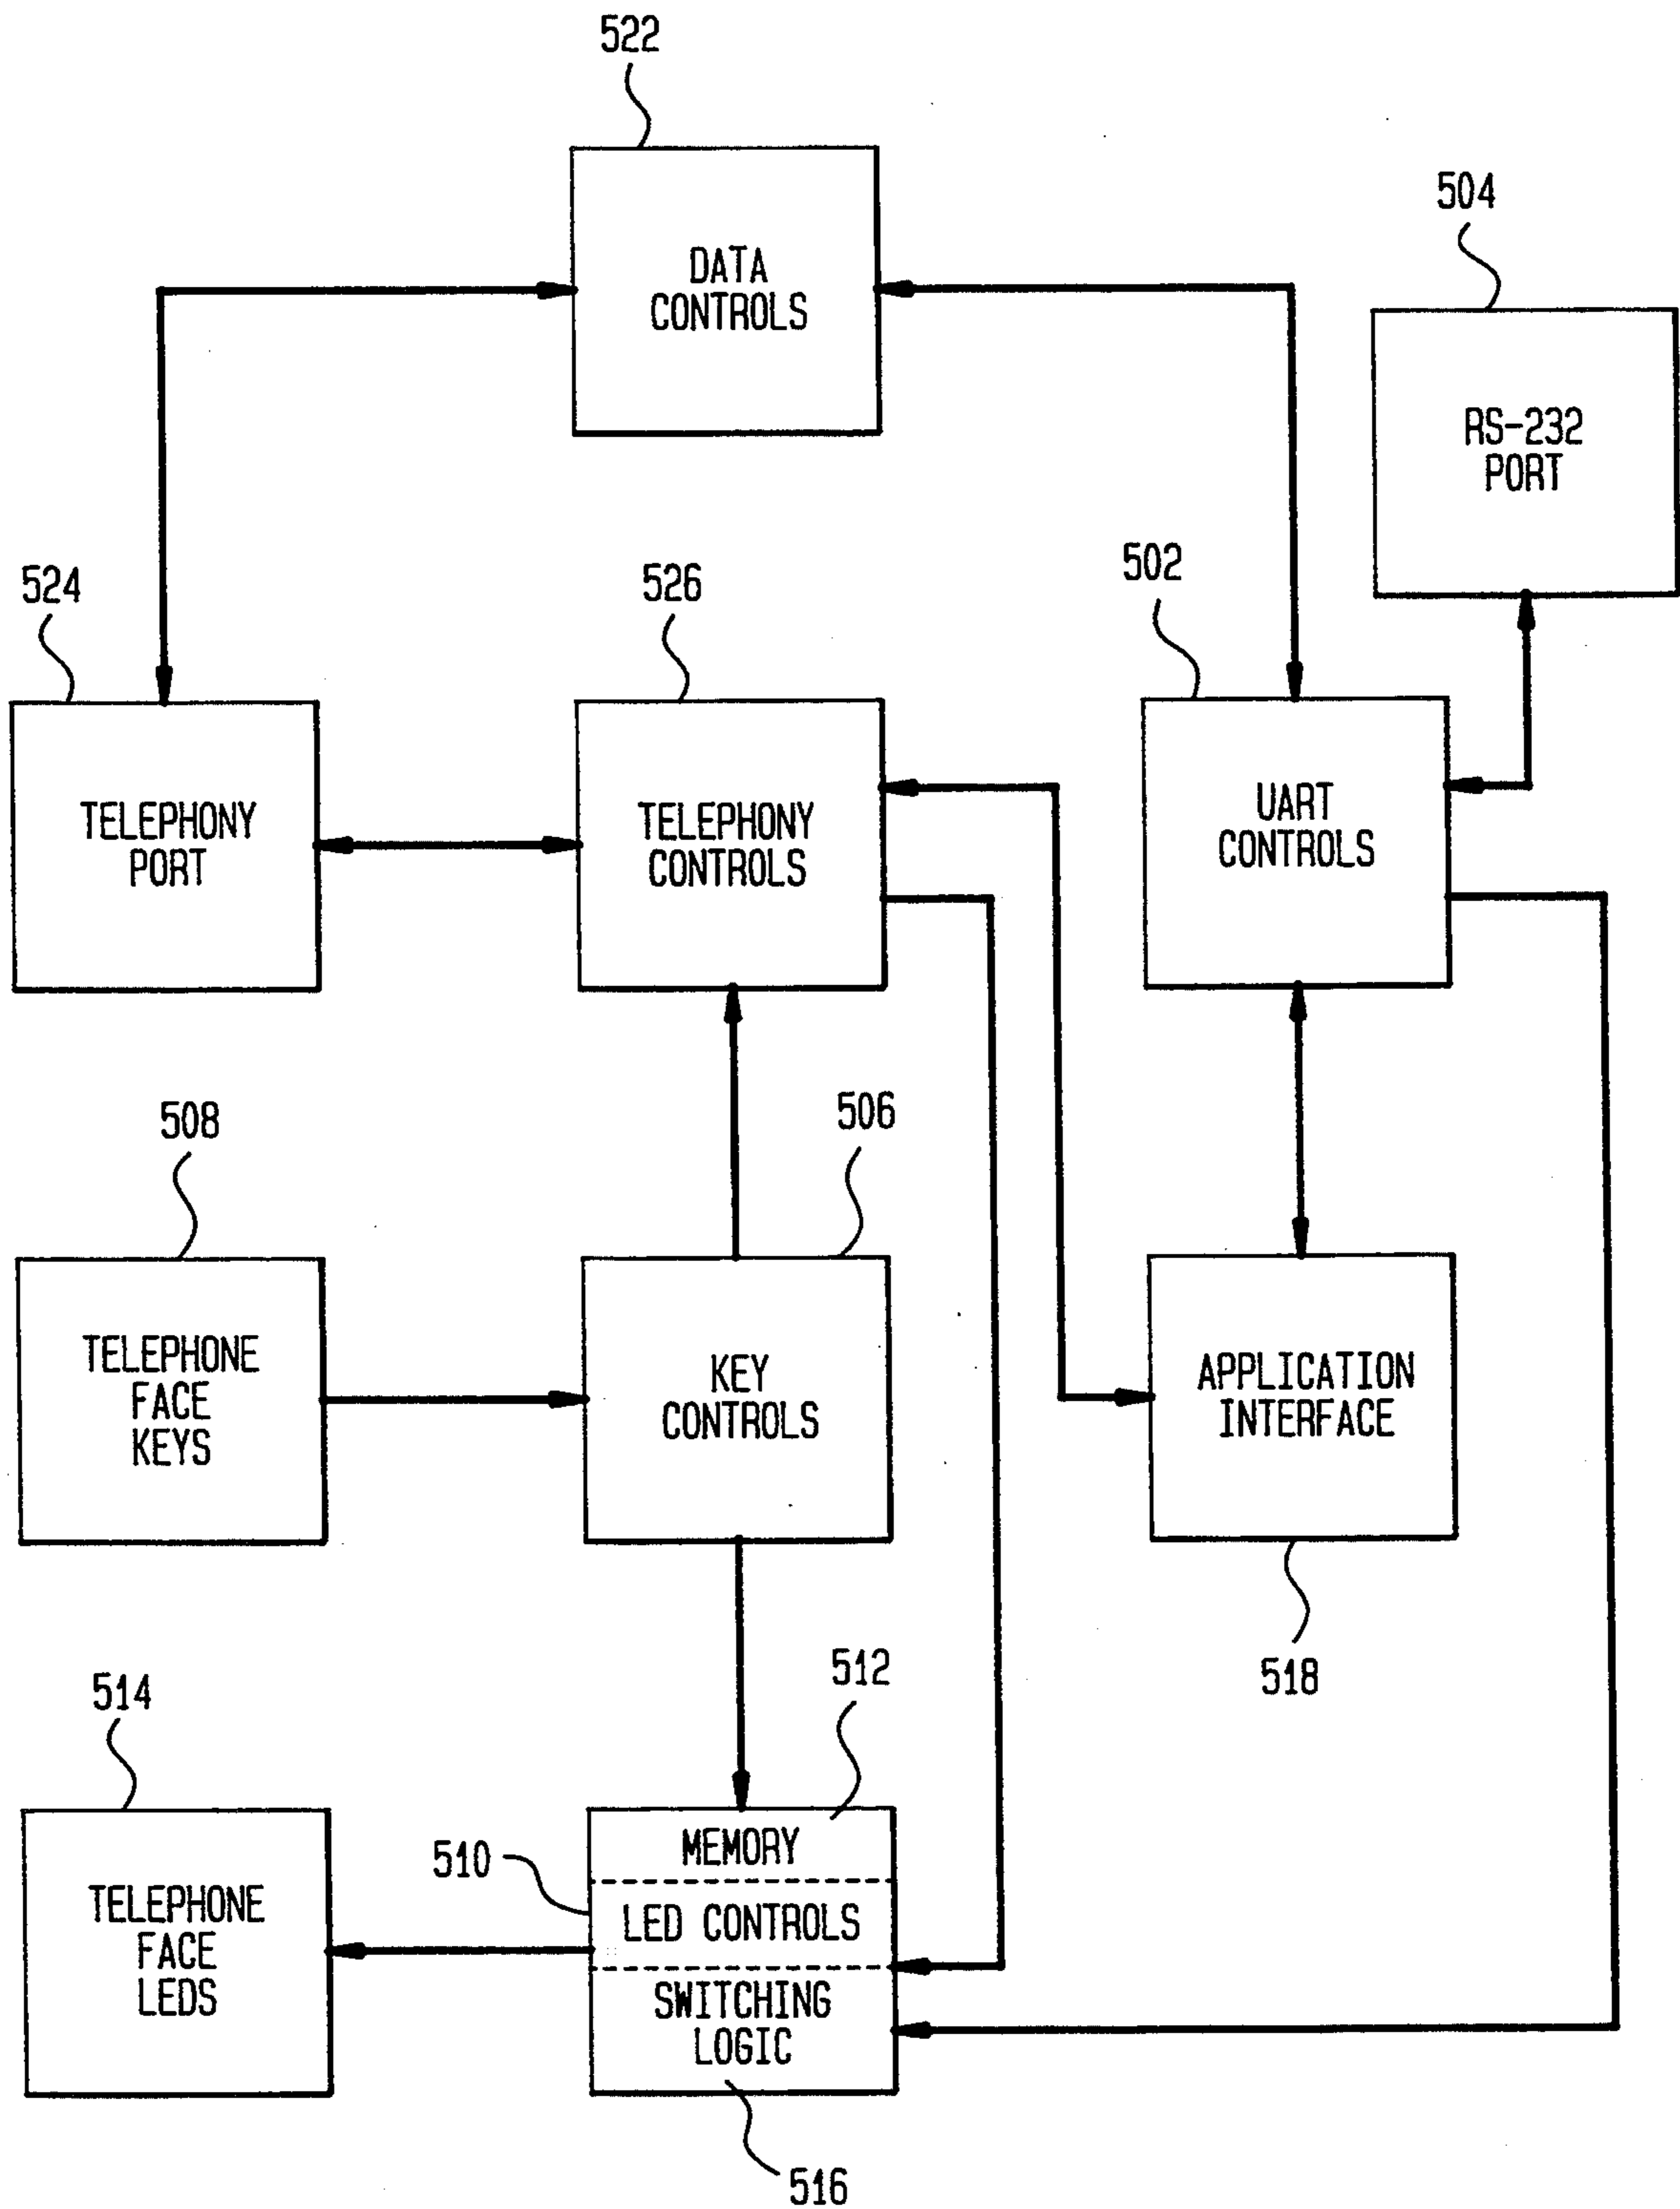 522
504
DATA
CONTROLS
RS-232
PORT
502
524
526
TELEPHONY
PORT
TELEPHONY
CONTROLS
UART
CONTROLS
508
506
TELEPHONE
FACE
KEYS
KEY
CONTROLS
APPLICATION
INTERFACE
512
518
514
510
MEMORY
LED CONTROLS
SWITCHING
LOGIC
TELEPHONE
FACE
LEDS
516